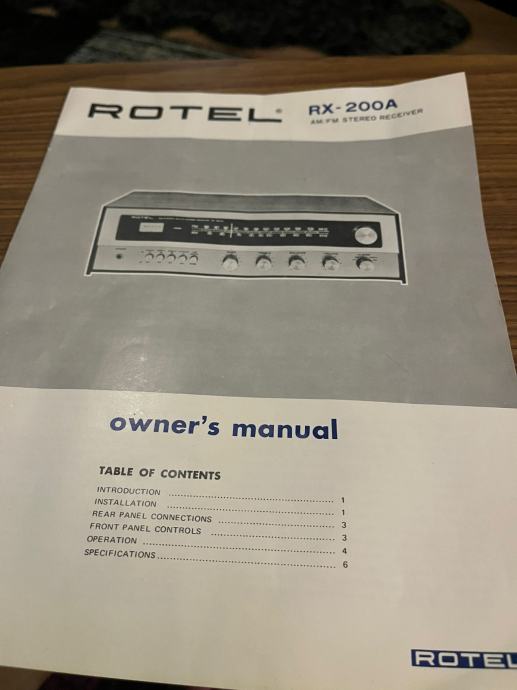 ROTEL®
RX-200A
AM/FM STEREO RECEIVER
ROTEL
owner's manual
TABLE OF CONTENTS
INTRODUCTION ................................................ 1
INSTALLATION ................................................ 1
REAR PANEL CONNECTIONS ................................ 3
FRONT PANEL CONTROLS ................................ 3
OPERATION ................................................ 4
SPECIFICATIONS ................................................ 6
ROTEL